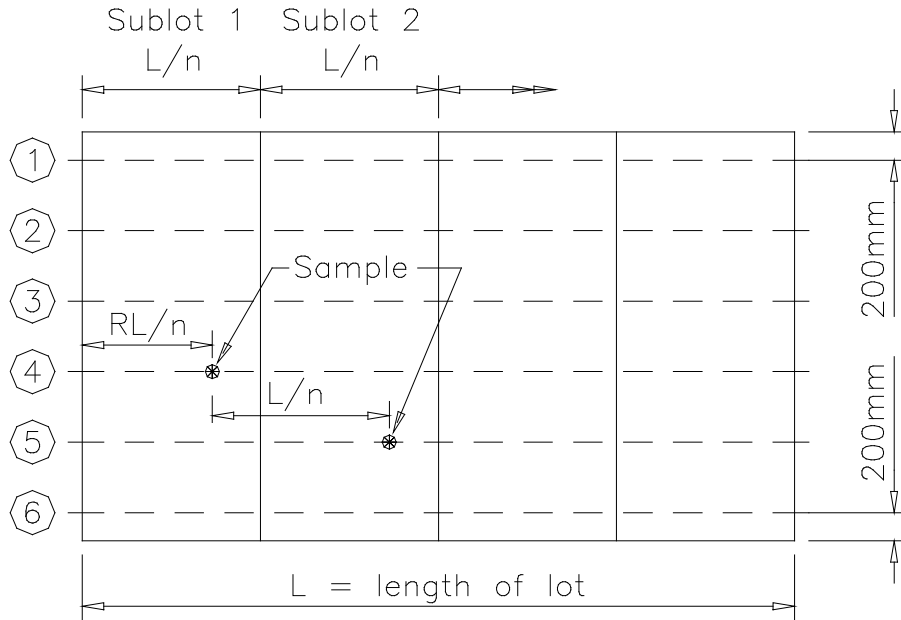 Sublot 1 Sublot 2
L/n L/n
1
200mm
2
Sample
3
RL/n
4
L/n
5
200mm
6
L = length of lot